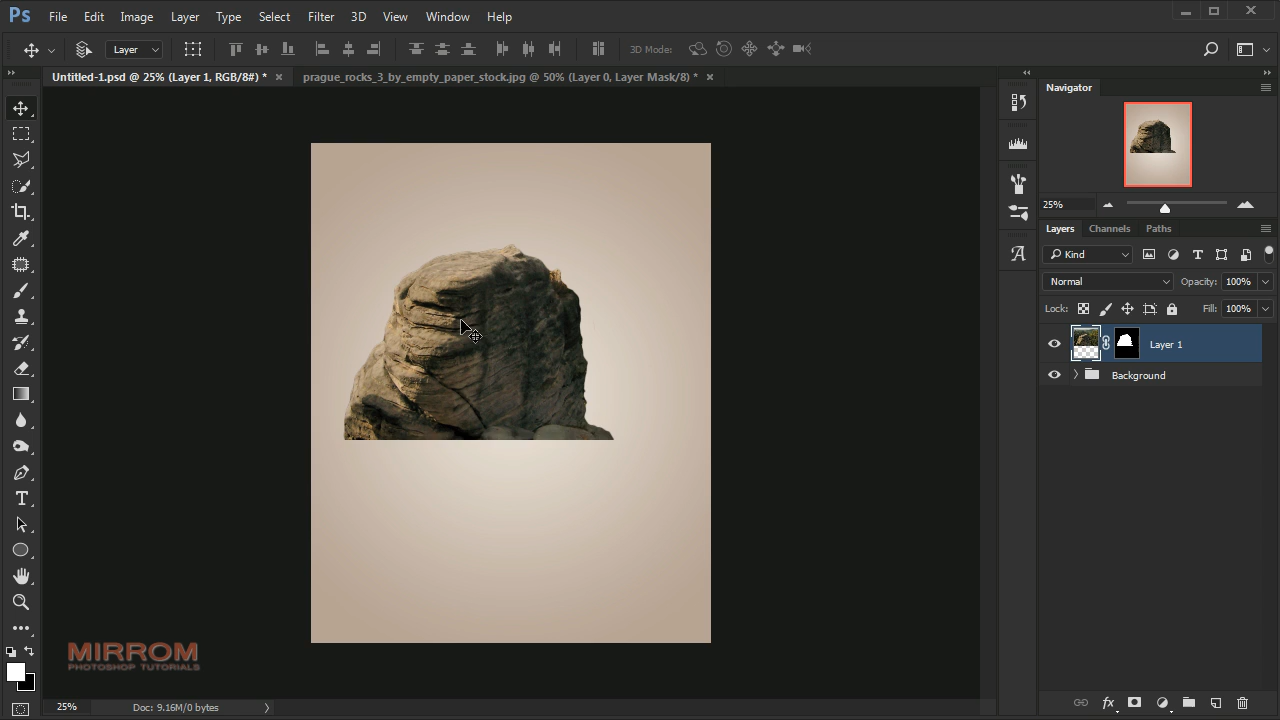 Ps File Edit Image Layer Type Select Filter 3D View Window Help
Layer 3D Mode:
Untitled-1.psd @ 25% (Layer 1, RGB/8#) * × prague_rocks_3_by_empty_paper_stock.jpg @ 50% (Layer 0, Layer Mask/8) * ×
Navigator
25%
Layers Channels Paths
Kind
Normal Opacity: 100%
Lock: Fill: 100%
Layer 1
Background
MIRROM
PHOTOSHOP TUTORIALS
25% Doc: 9.16M/0 bytes